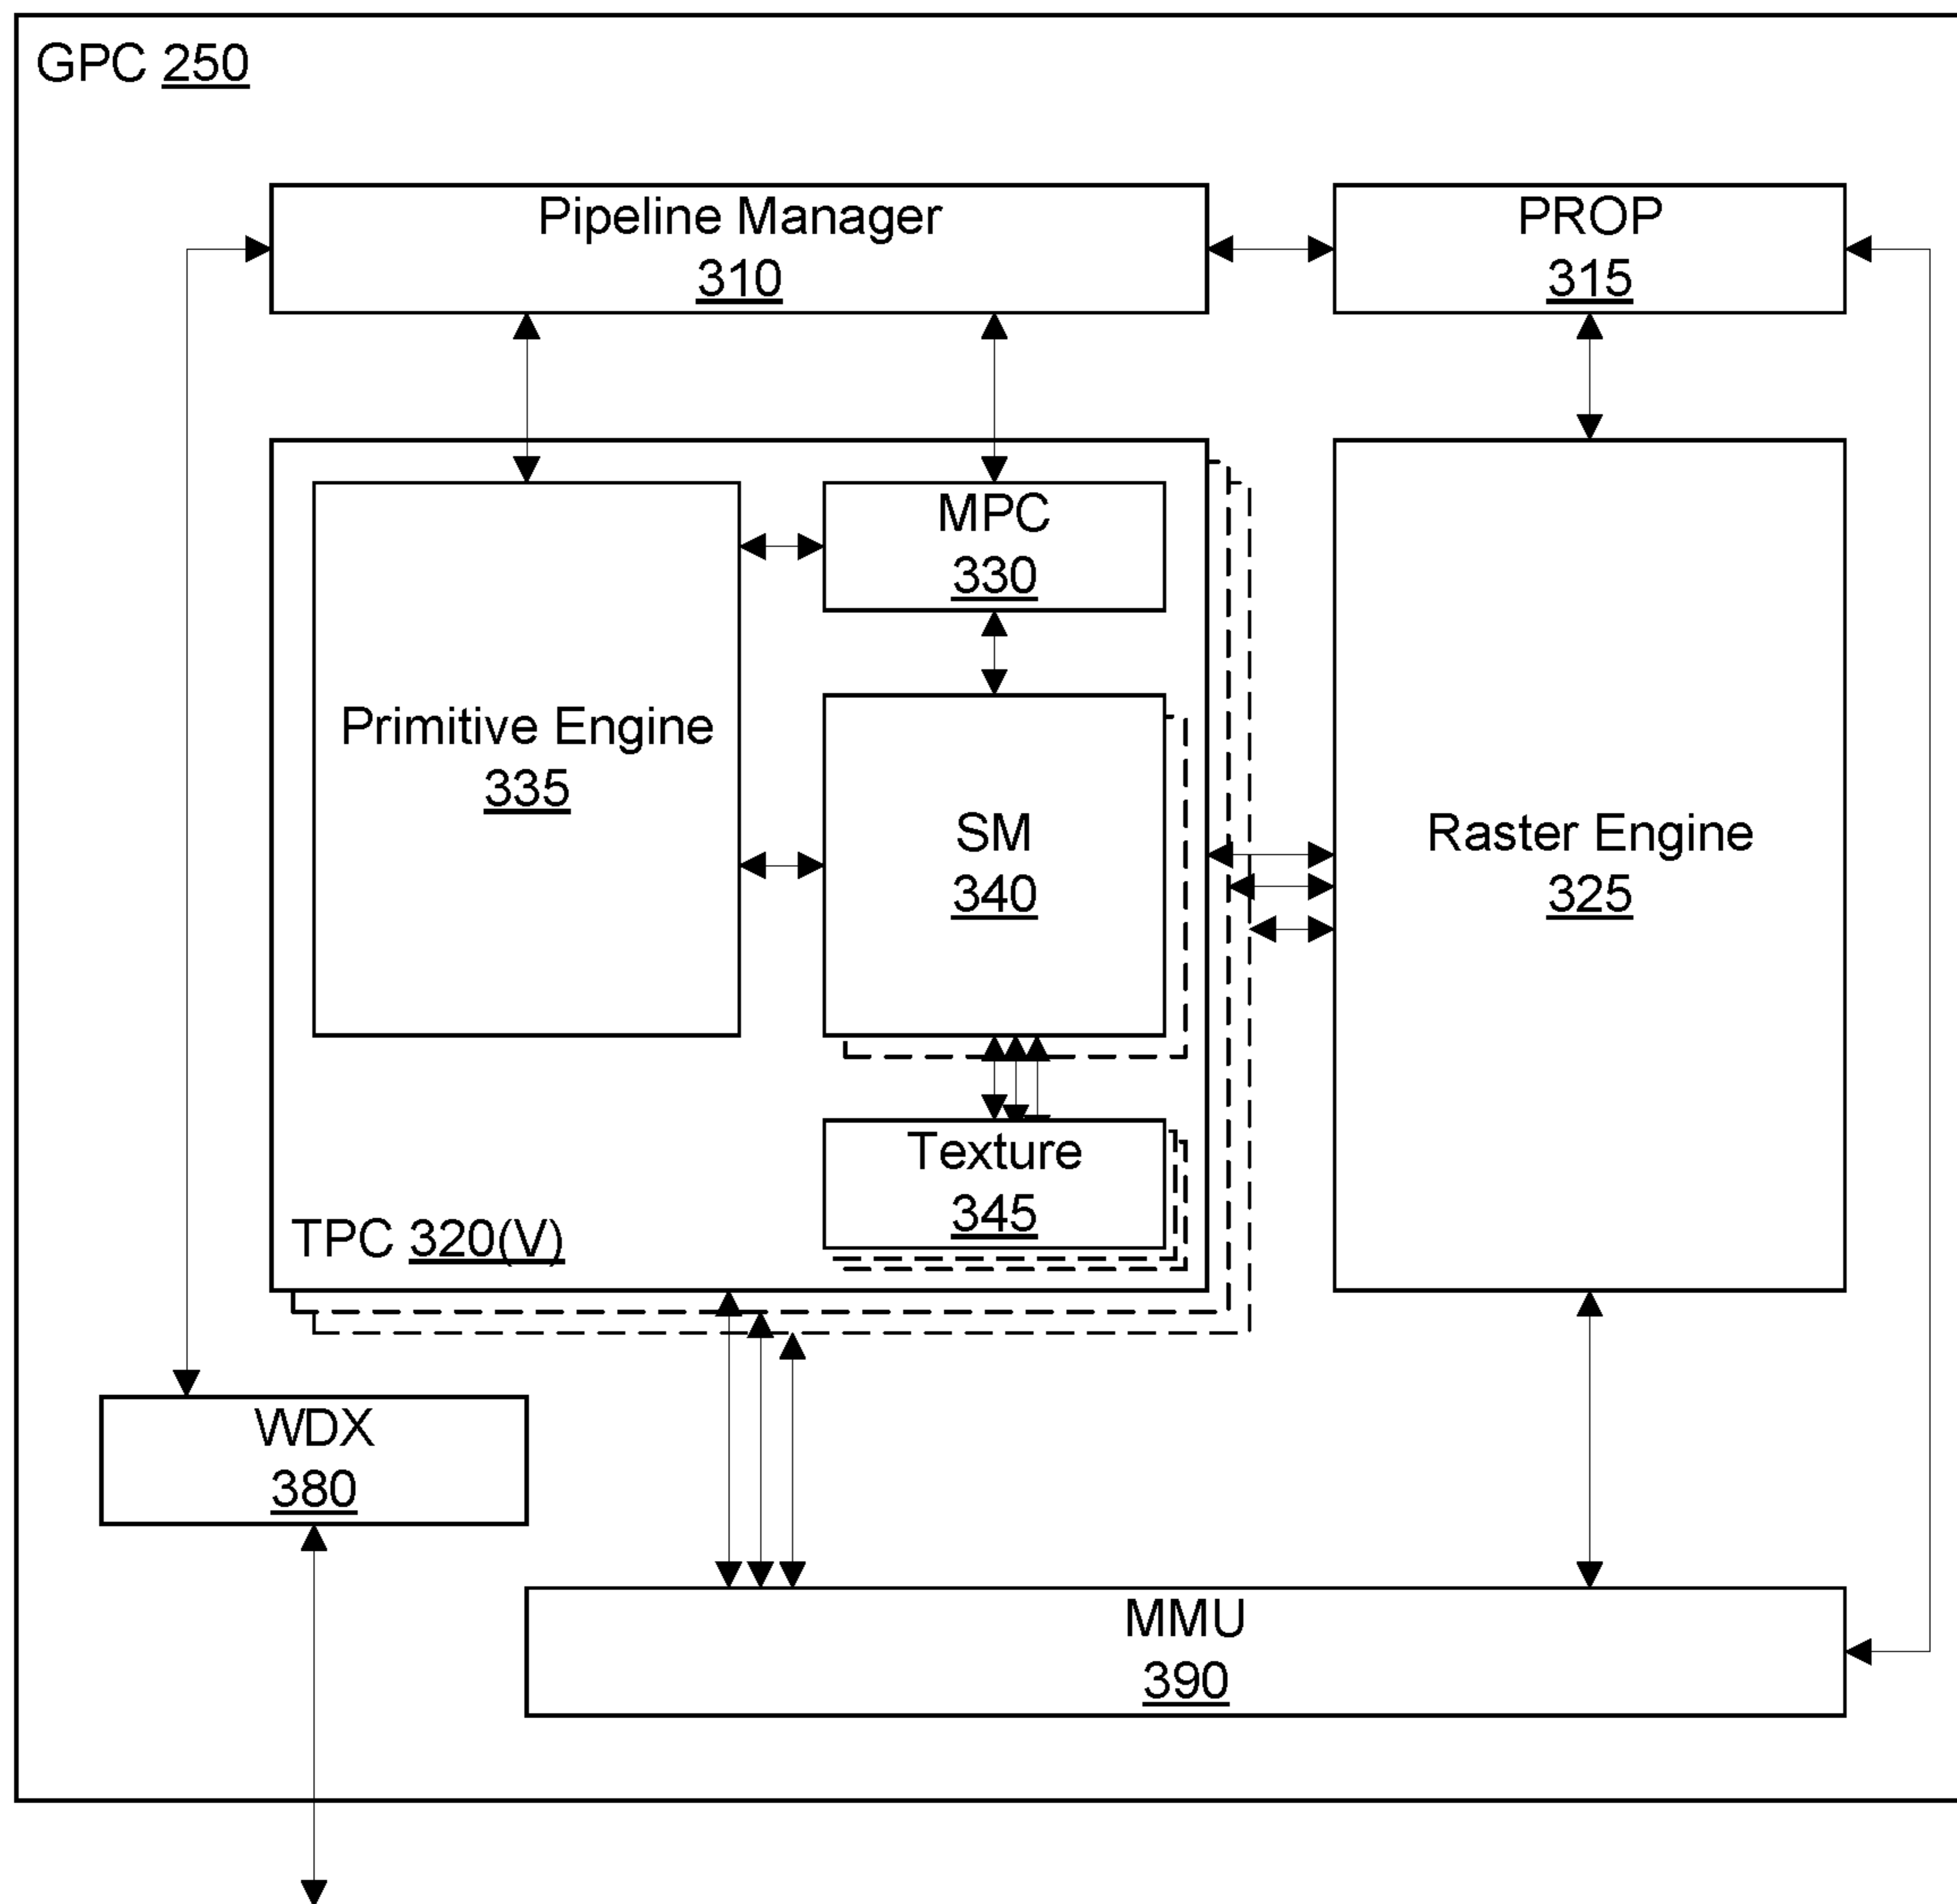 GPC 250
Pipeline Manager
310
PROP
315
MPC
330
Primitive Engine
335
SM
340
Raster Engine
325
Texture
345
TPC 320(V)
WDX
380
MMU
390